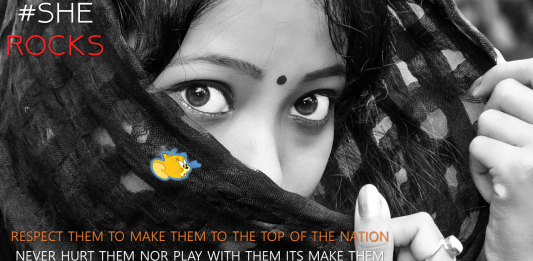 #SHE
ROCKS
RESPECT THEM TO MAKE THEM TO THE TOP OF THE NATION
NEVER HURT THEM NOR PLAY WITH THEM ITS MAKE THEM